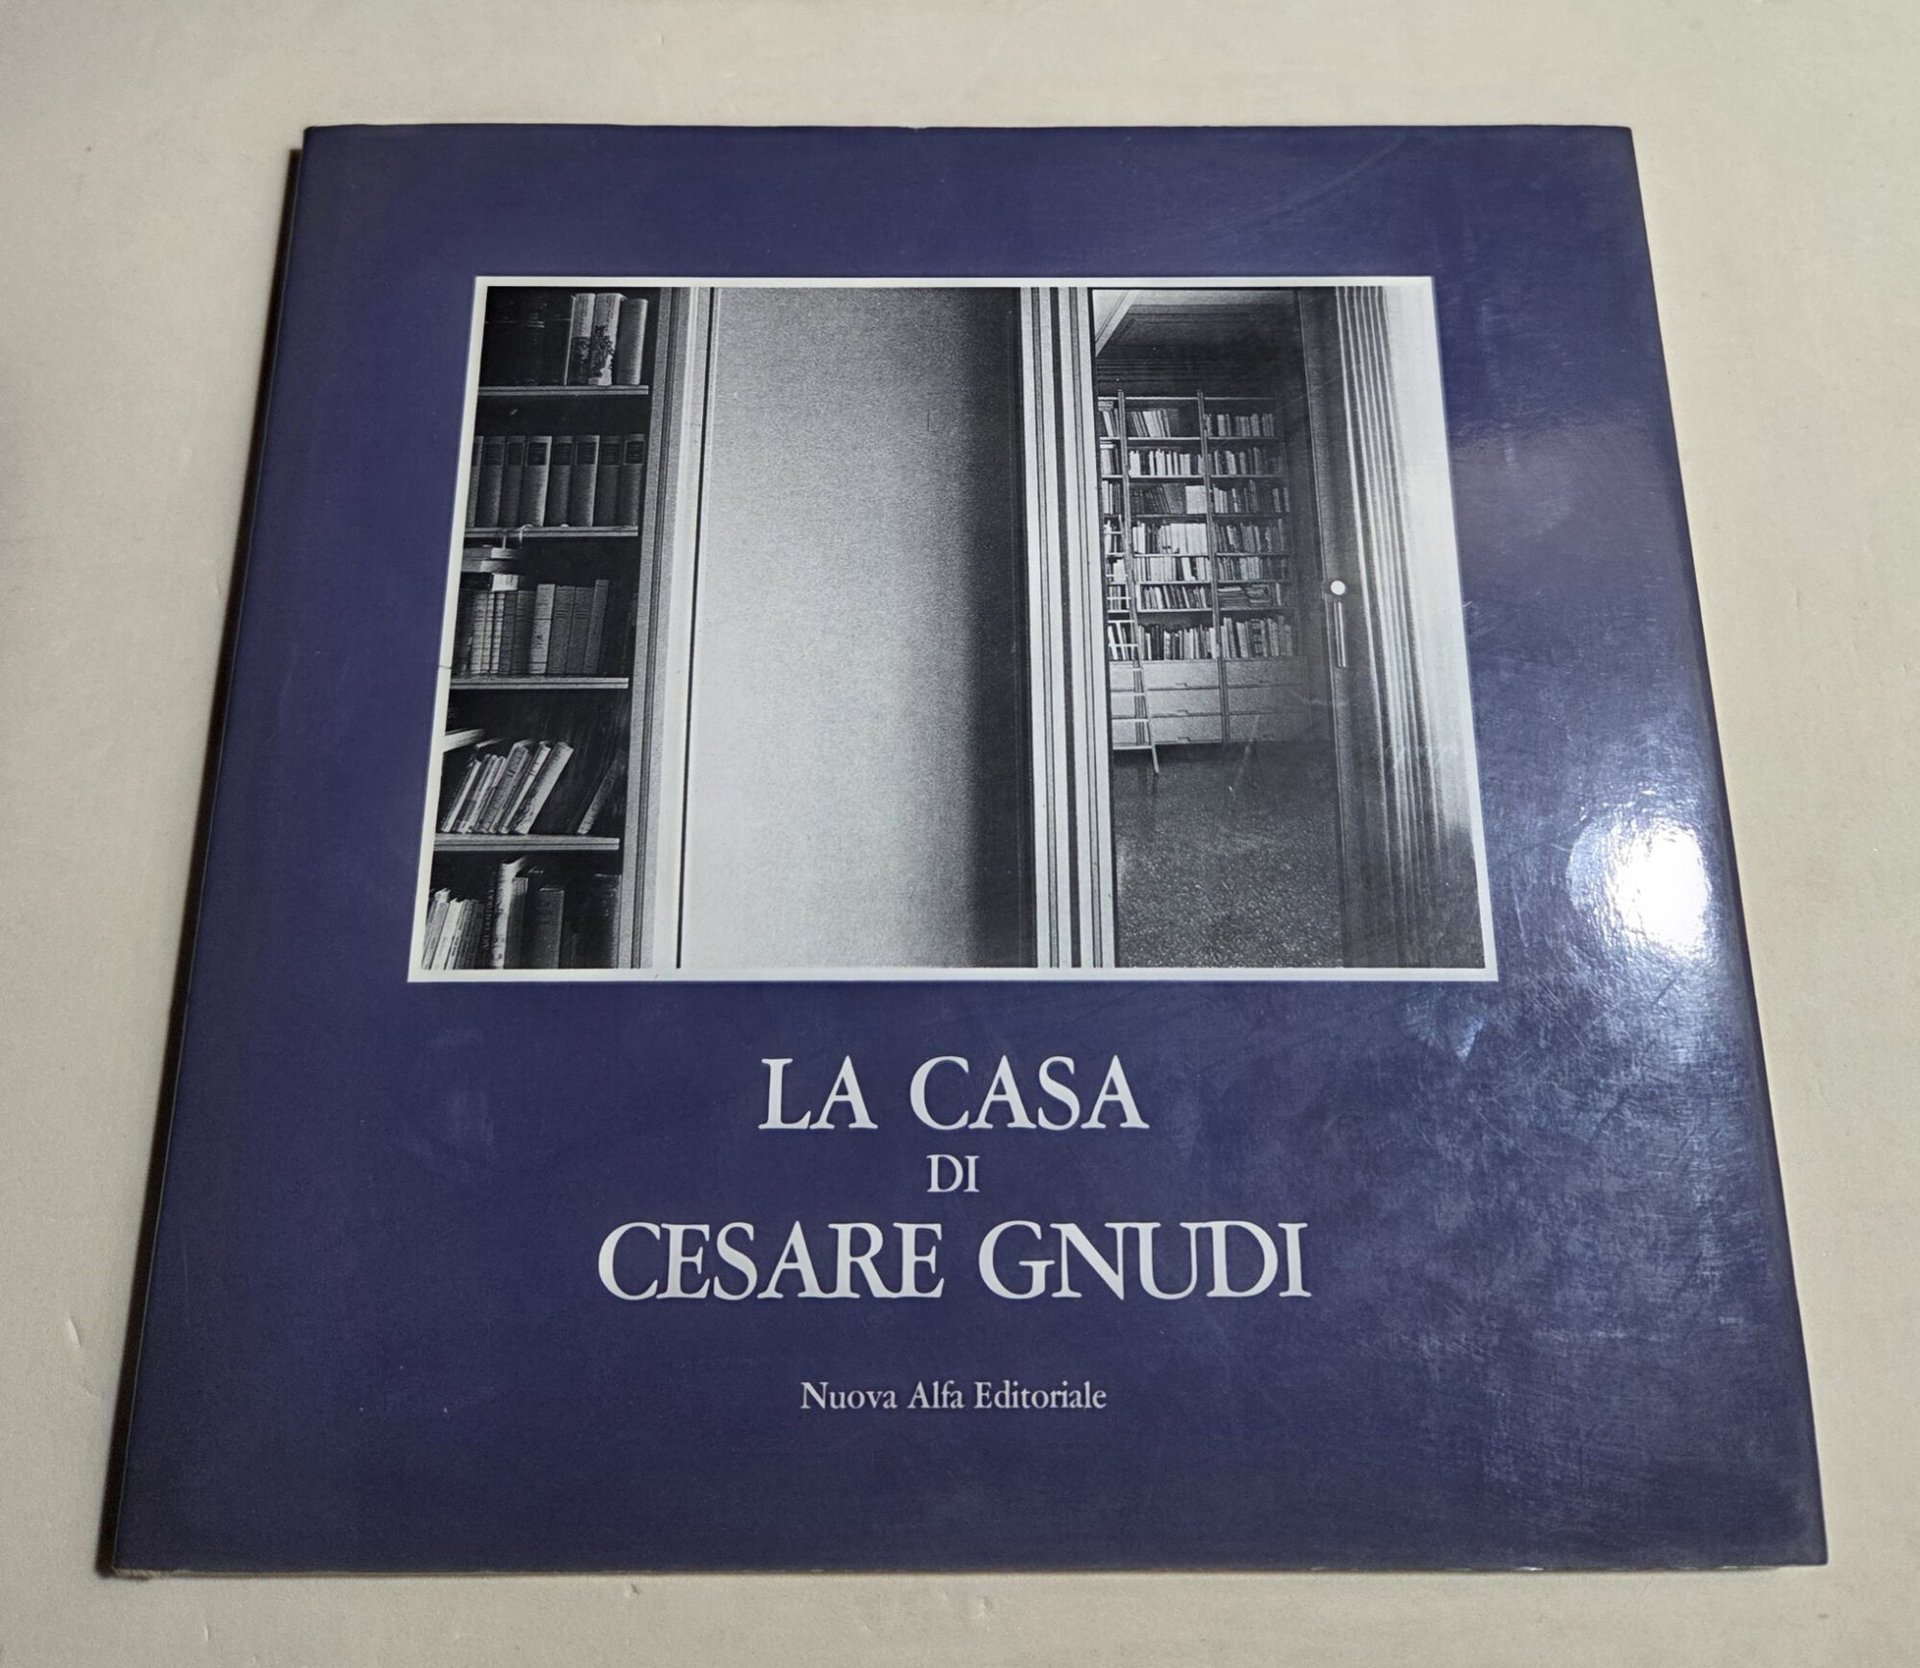 LA CASA
DI
CESARE GNUDI
Nuova Alfa Editoriale